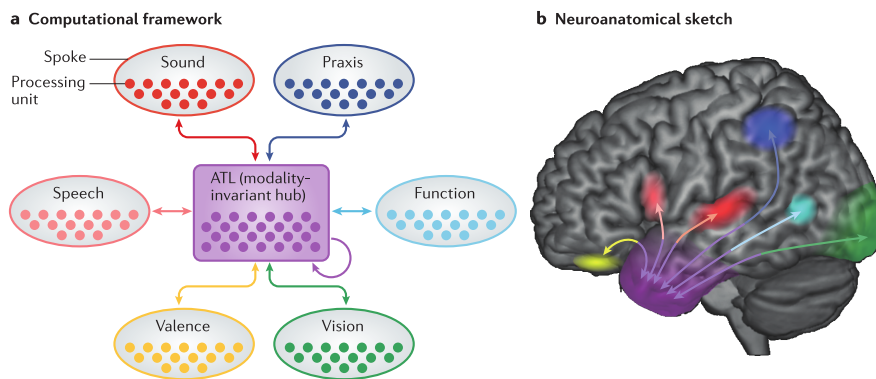 a Computational framework
Spoke
Processing
unit
Sound
Praxis
Speech
ATL (modality–
invariant hub)
Function
Valence
Vision
b Neuroanatomical sketch